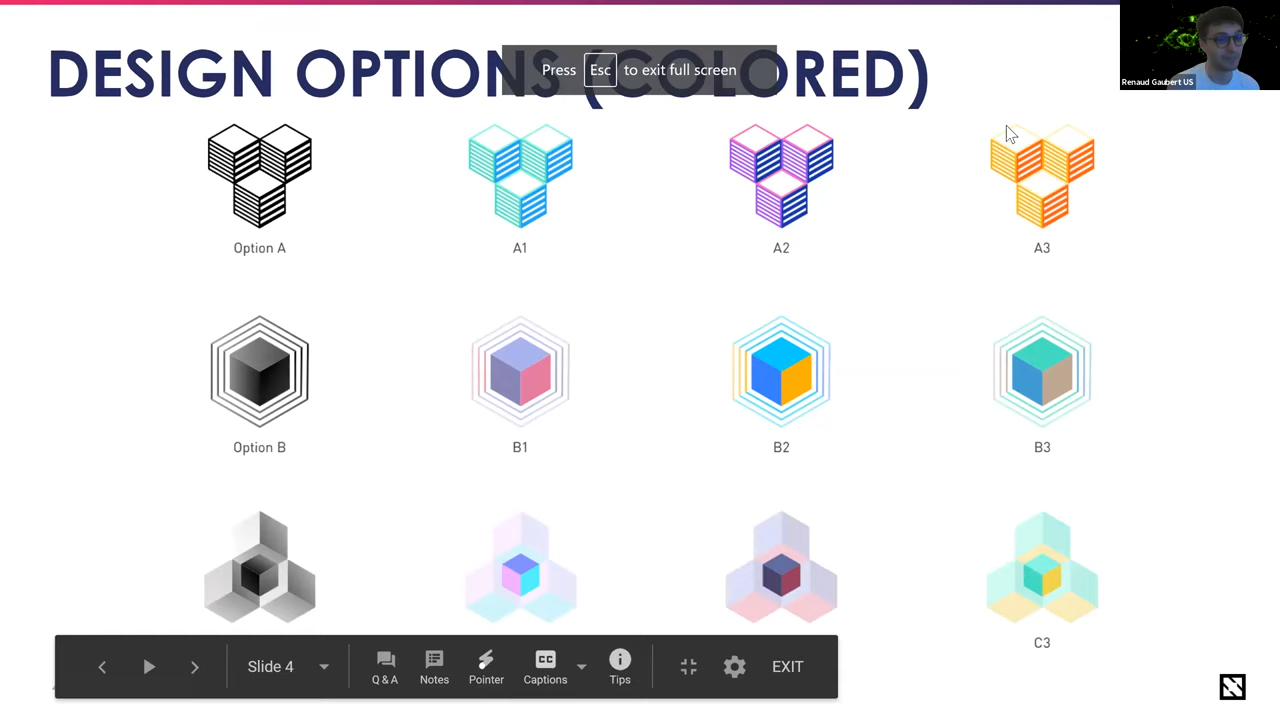 DESIGN OPTIONS (COLORED)
Press Esc to exit full screen
Renaud Gaubert US
Option A
A1
A2
A3
Option B
B1
B2
B3
C3
Slide 4
Q & A
Notes
Pointer
CC
Captions
Tips
EXIT